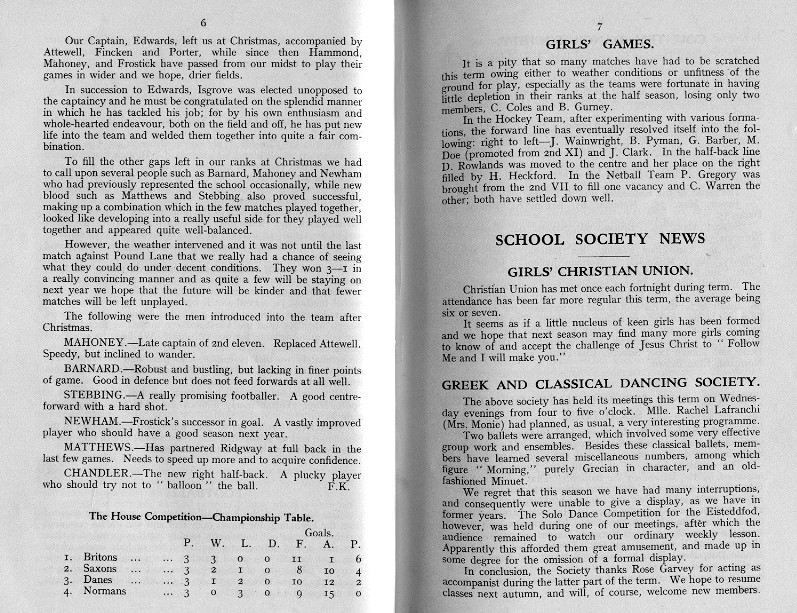 6
Our Captain, Edwards, left us at Christmas, accompanied by
Attewell, Fincken and Porter, while since then Hammond,
Mahoney, and Frostick have passed from our midst to play their
games in wider and we hope, drier fields.
In succession to Edwards, Isgrove was elected unopposed to
the captaincy and he must be congratulated on the splendid manner
in which he has tackled his job; for by his own enthusiasm and
whole-hearted endeavour, both on the field and off, he has put new
life into the team and welded them together into quite a fair com-
bination.
To fill the other gaps left in our ranks at Christmas we had
to call upon several people such as Barnard, Mahoney and Newham
who had previously represented the school occasionally, while new
blood such as Matthews and Stebbing also proved successful,
making up a combination which in the few matches played together,
looked like developing into a really useful side for they played well
together and appeared quite well-balanced.
However, the weather intervened and it was not until the last
match against Pound Lane that we really had a chance of seeing
what they could do under decent conditions. They won 3—1 in
a really convincing manner and as quite a few will be staying on
next year we hope that the future will be kinder and that fewer
matches will be left unplayed.
The following were the men introduced into the team after
Christmas.
MAHONEY.—Late captain of 2nd eleven. Replaced Attewell.
Speedy, but inclined to wander.
BARNARD.—Robust and bustling, but lacking in finer points
of game. Good in defence but does not feed forwards at all well.
STEBBING.—A really promising footballer. A good centre-
forward with a hard shot.
NEWHAM.—Frostick's successor in goal. A vastly improved
player who should have a good season next year.
MATTHEWS.—Has partnered Ridgway at full back in the
last few games. Needs to speed up more and to acquire confidence.
CHANDLER.—The new right half-back. A plucky player
who should try not to " balloon " the ball. F.K.
The House Competition—Championship Table.
Goals.
P. W. L. D. F. A. P.
1. Britons ... ... 3 3 0 0 11 1 6
2. Saxons ... ... 3 2 1 0 8 10 4
3. Danes ... ... 3 1 2 0 10 12 2
4. Normans ... 3 0 3 0 9 15 0
7
GIRLS' GAMES.
It is a pity that so many matches have had to be scratched
this term owing either to weather conditions or unfitness of the
ground for play, especially as the teams were fortunate in having
little depletion in their ranks at the half season, losing only two
members, C. Coles and B. Gurney.
In the Hockey Team, after experimenting with various forma-
tions, the forward line has eventually resolved itself into the fol-
lowing: right to left—J. Wainwright, B. Pyman, G. Barber, M.
Doe (promoted from 2nd XI) and J. Clark. In the half-back line
D. Rowlands was moved to the centre and her place on the right
filled by H. Heckford. In the Netball Team P. Gregory was
brought from the 2nd VII to fill one vacancy and C. Warren the
other; both have settled down well.
SCHOOL SOCIETY NEWS
GIRLS' CHRISTIAN UNION.
Christian Union has met once each fortnight during term. The
attendance has been far more regular this term, the average being
six or seven.
It seems as if a little nucleus of keen girls has been formed
and we hope that next season may find many more girls coming
to know of and accept the challenge of Jesus Christ to " Follow
Me and I will make you."
GREEK AND CLASSICAL DANCING SOCIETY.
The above society has held its meetings this term on Wednes-
day evenings from four to five o'clock. Mlle. Rachel Lafranchi
(Mrs. Monie) had planned, as usual, a very interesting programme.
Two ballets were arranged, which involved some very effective
group work and ensembles. Besides these classical ballets, mem-
bers have learned several miscellaneous numbers, among which
figure " Morning," purely Grecian in character, and an old-
fashioned Minuet.
We regret that this season we have had many interruptions,
and consequently were unable to give a display, as we have in
former years. The Solo Dance Competition for the Eisteddfod,
however, was held during one of our meetings, after which the
audience remained to watch our ordinary weekly lesson.
Apparently this afforded them great amusement, and made up in
some degree for the omission of a formal display.
In conclusion, the Society thanks Rose Garvey for acting as
accompanist during the latter part of the term. We hope to resume
classes next autumn, and will, of course, welcome new members.